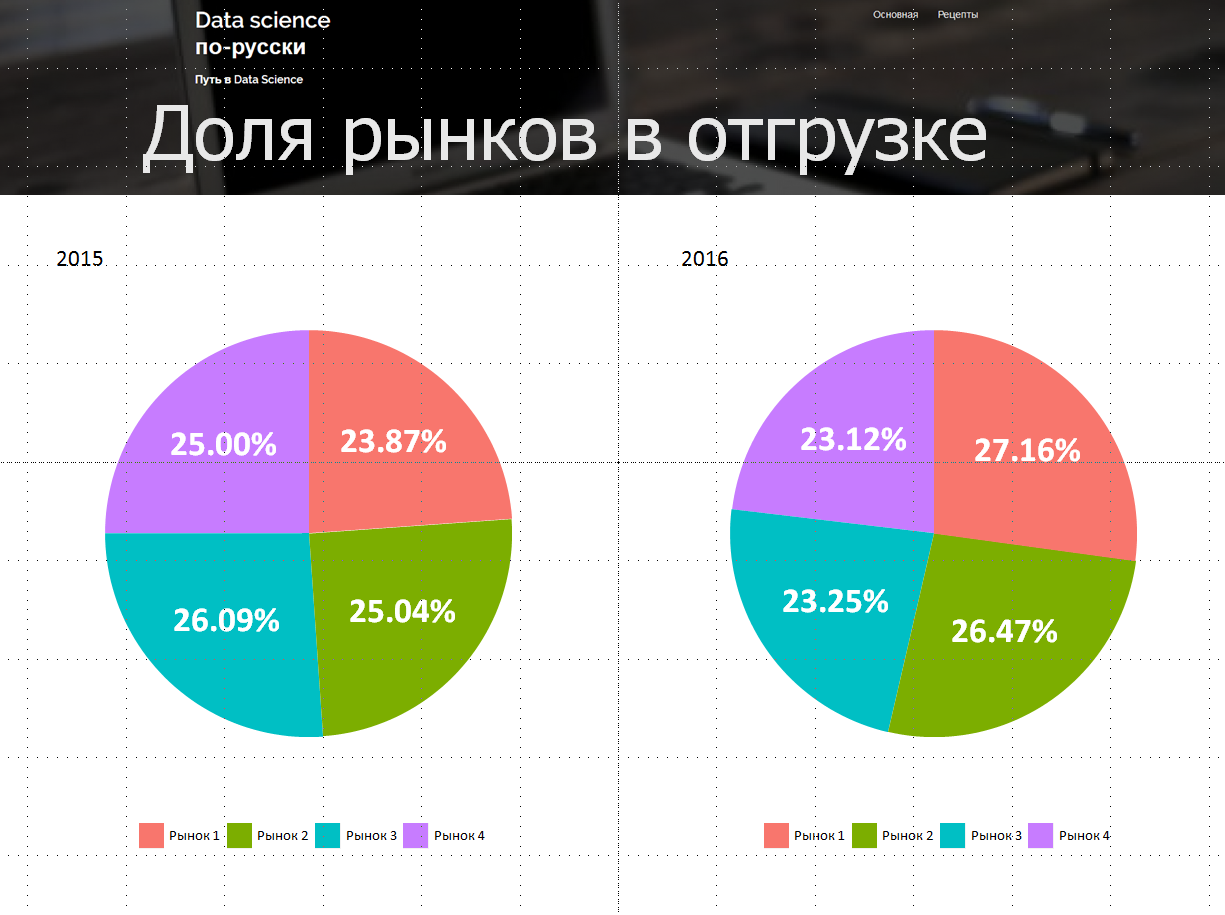 Data science
по-русски
Основная Рецепты
Путь в Data Science
Доля рынков в отгрузке
2015
25.00%
23.87%
26.09%
25.04%
Рынок 1 Рынок 2 Рынок 3 Рынок 4
2016
23.12%
27.16%
23.25%
26.47%
Рынок 1 Рынок 2 Рынок 3 Рынок 4